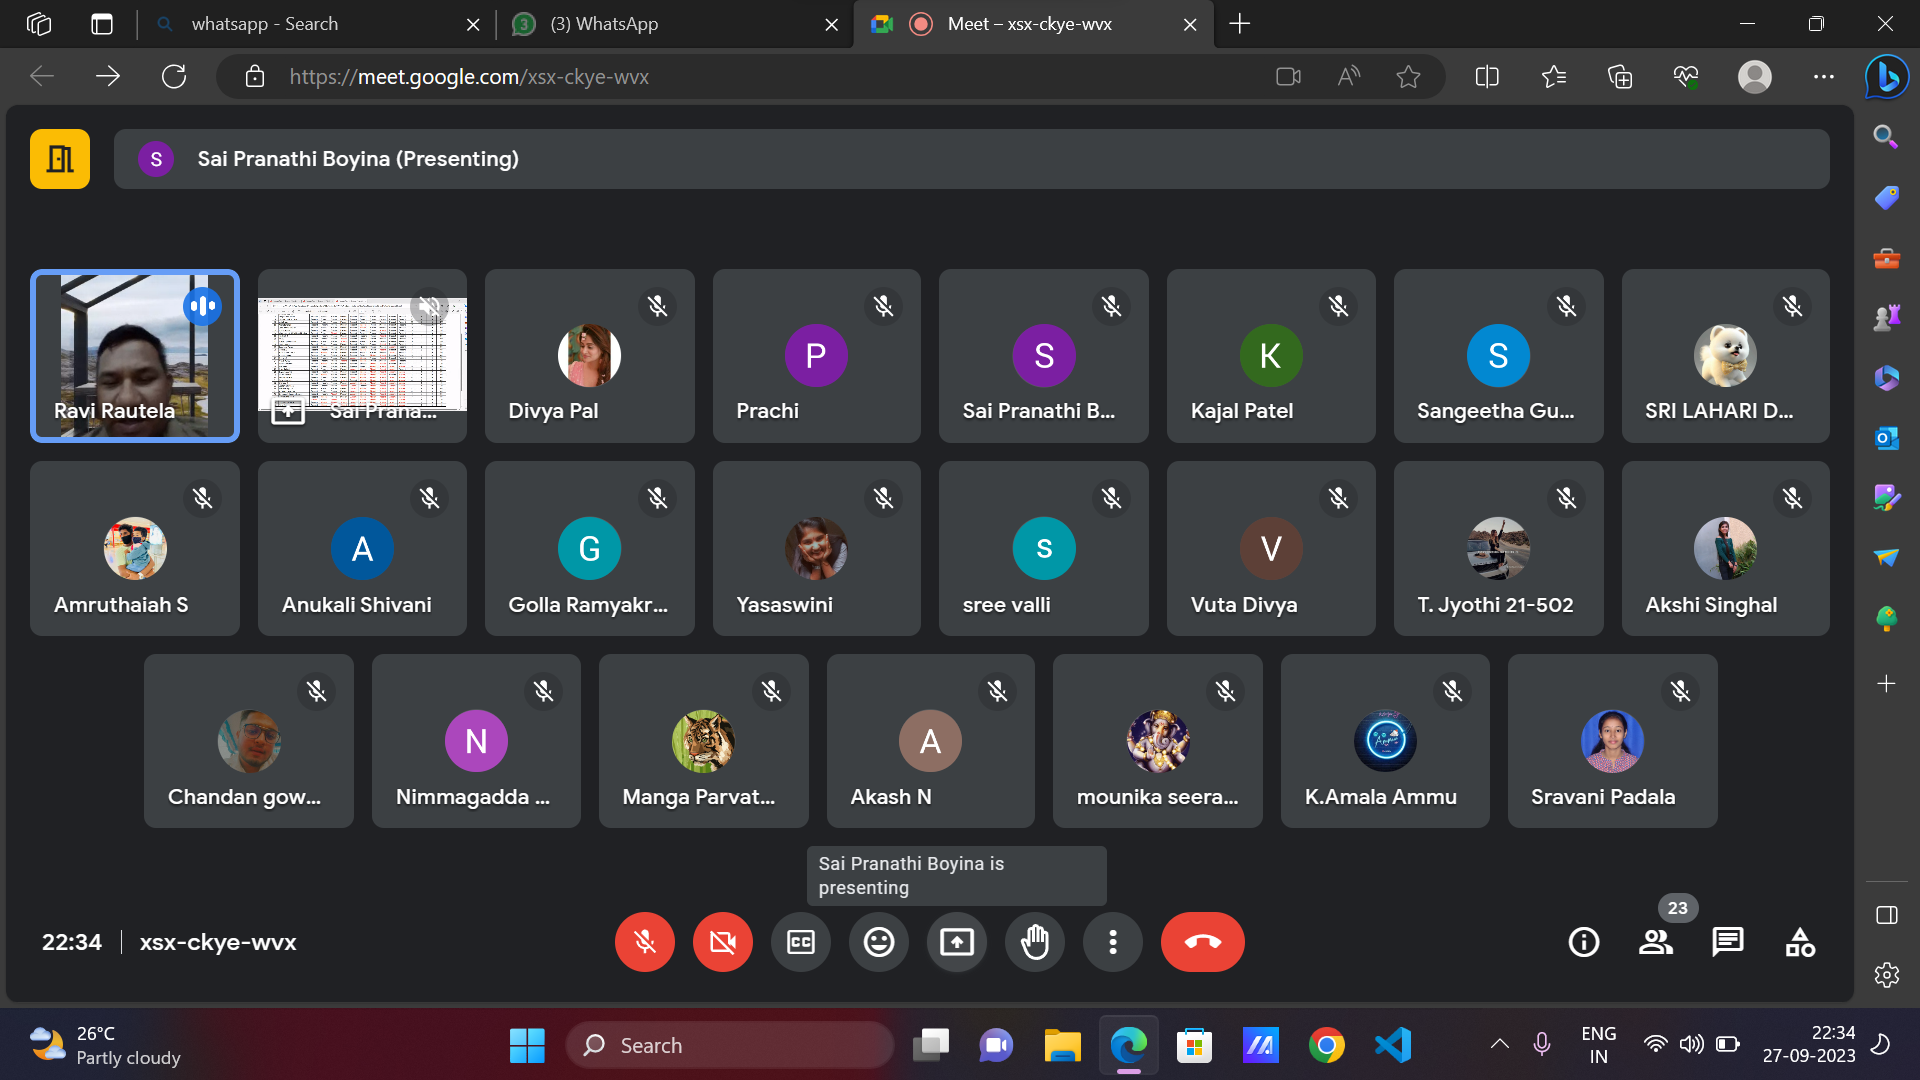 whatsapp - Search
(3) WhatsApp
Meet – xsx-ckye-wvx
https://meet.google.com/xsx-ckye-wvx
S
Sai Pranathi Boyina (Presenting)
Ravi Rautela
Sai Prana...
Divya Pal
P
Prachi
S
Sai Pranathi B...
K
Kajal Patel
S
Sangeetha Gu...
SRI LAHARI D...
Amruthaiah S
A
Anukali Shivani
G
Golla Ramyakr...
Yasaswini
s
sree valli
V
Vuta Divya
T. Jyothi 21-502
Akshi Singhal
Chandan gow...
N
Nimmagadda ...
Manga Parvat...
A
Akash N
mounika seera...
K.Amala Ammu
Sravani Padala
Sai Pranathi Boyina is
presenting
22:34
xsx-ckye-wvx
CC
23
26°C
Partly cloudy
Search
ENG
IN
22:34
27-09-2023